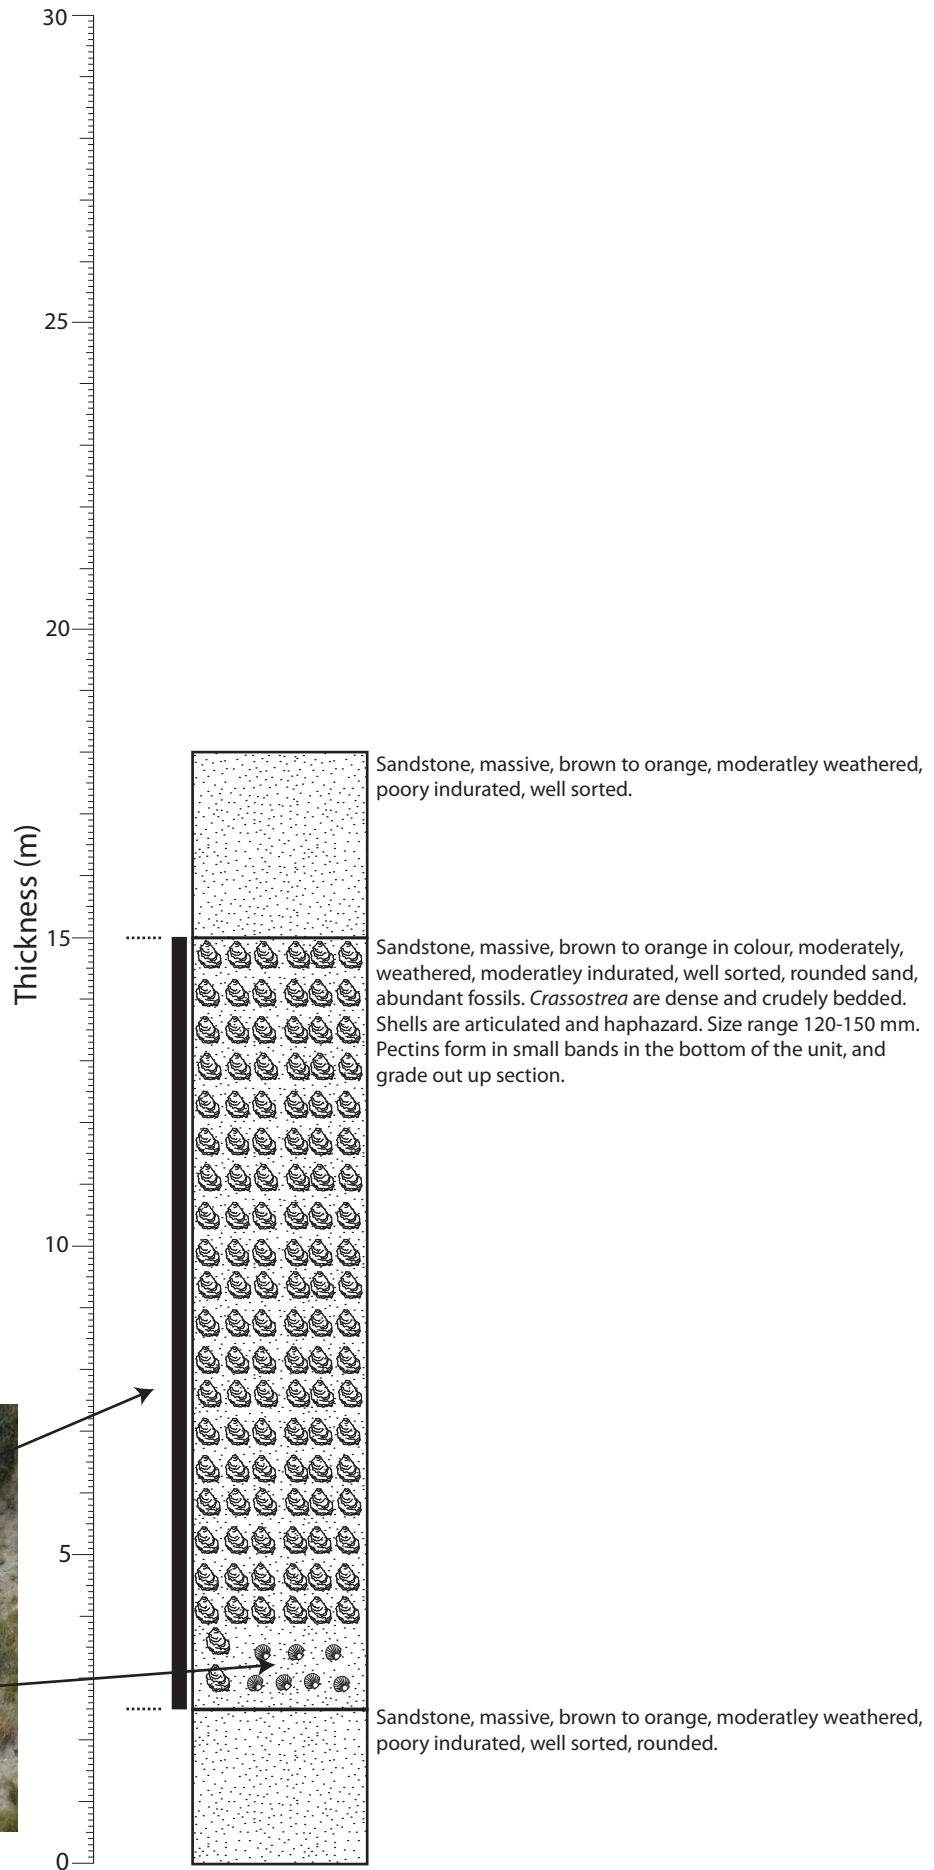 30
25
20
Thickness (m)
Sandstone, massive, brown to orange, moderatley weathered,
poory indurated, well sorted.
15
Sandstone, massive, brown to orange in colour, moderately,
weathered, moderatley indurated, well sorted, rounded sand,
abundant fossils. Crassostrea are dense and crudely bedded.
Shells are articulated and haphazard. Size range 120-150 mm.
Pectins form in small bands in the bottom of the unit, and
grade out up section.
10
5
Sandstone, massive, brown to orange, moderatley weathered,
poory indurated, well sorted, rounded.
0